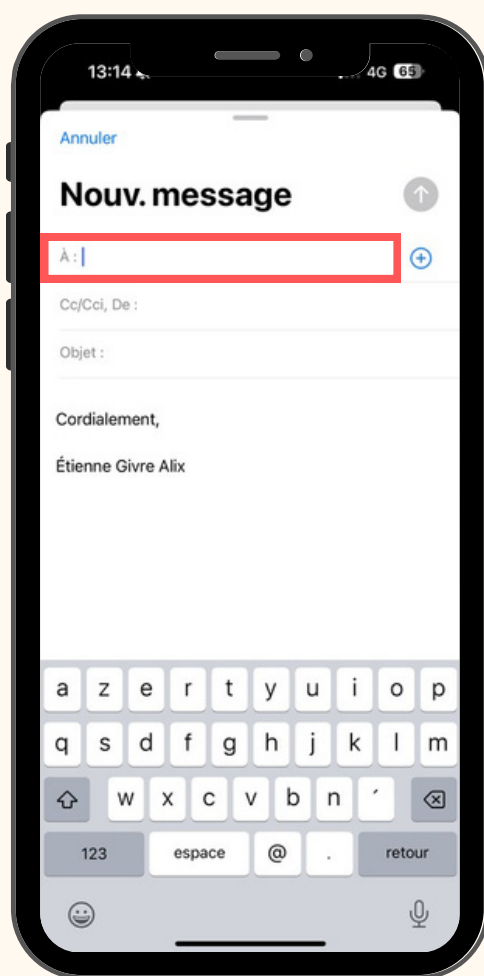 13:14 4G 65
Annuler
Nouv. message
À :
Cc/Cci, De :
Objet :
Cordialement,
Étienne Givre Alix
a z e r t y u i o p
q s d f g h j k l m
w x c v b n ´
123 espace @ . retour